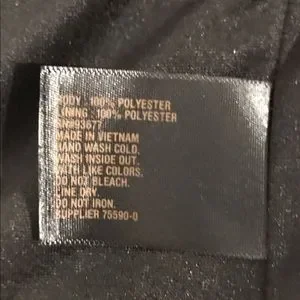 BODY : 100% POLYESTER
LINING : 100% POLYESTER
MADE IN VIETNAM
HAND WASH COLD.
WASH INSIDE OUT.
WITH LIKE COLORS.
DO NOT BLEACH.
LINE DRY.
DO NOT IRON.
SUPPLIER 75590-0